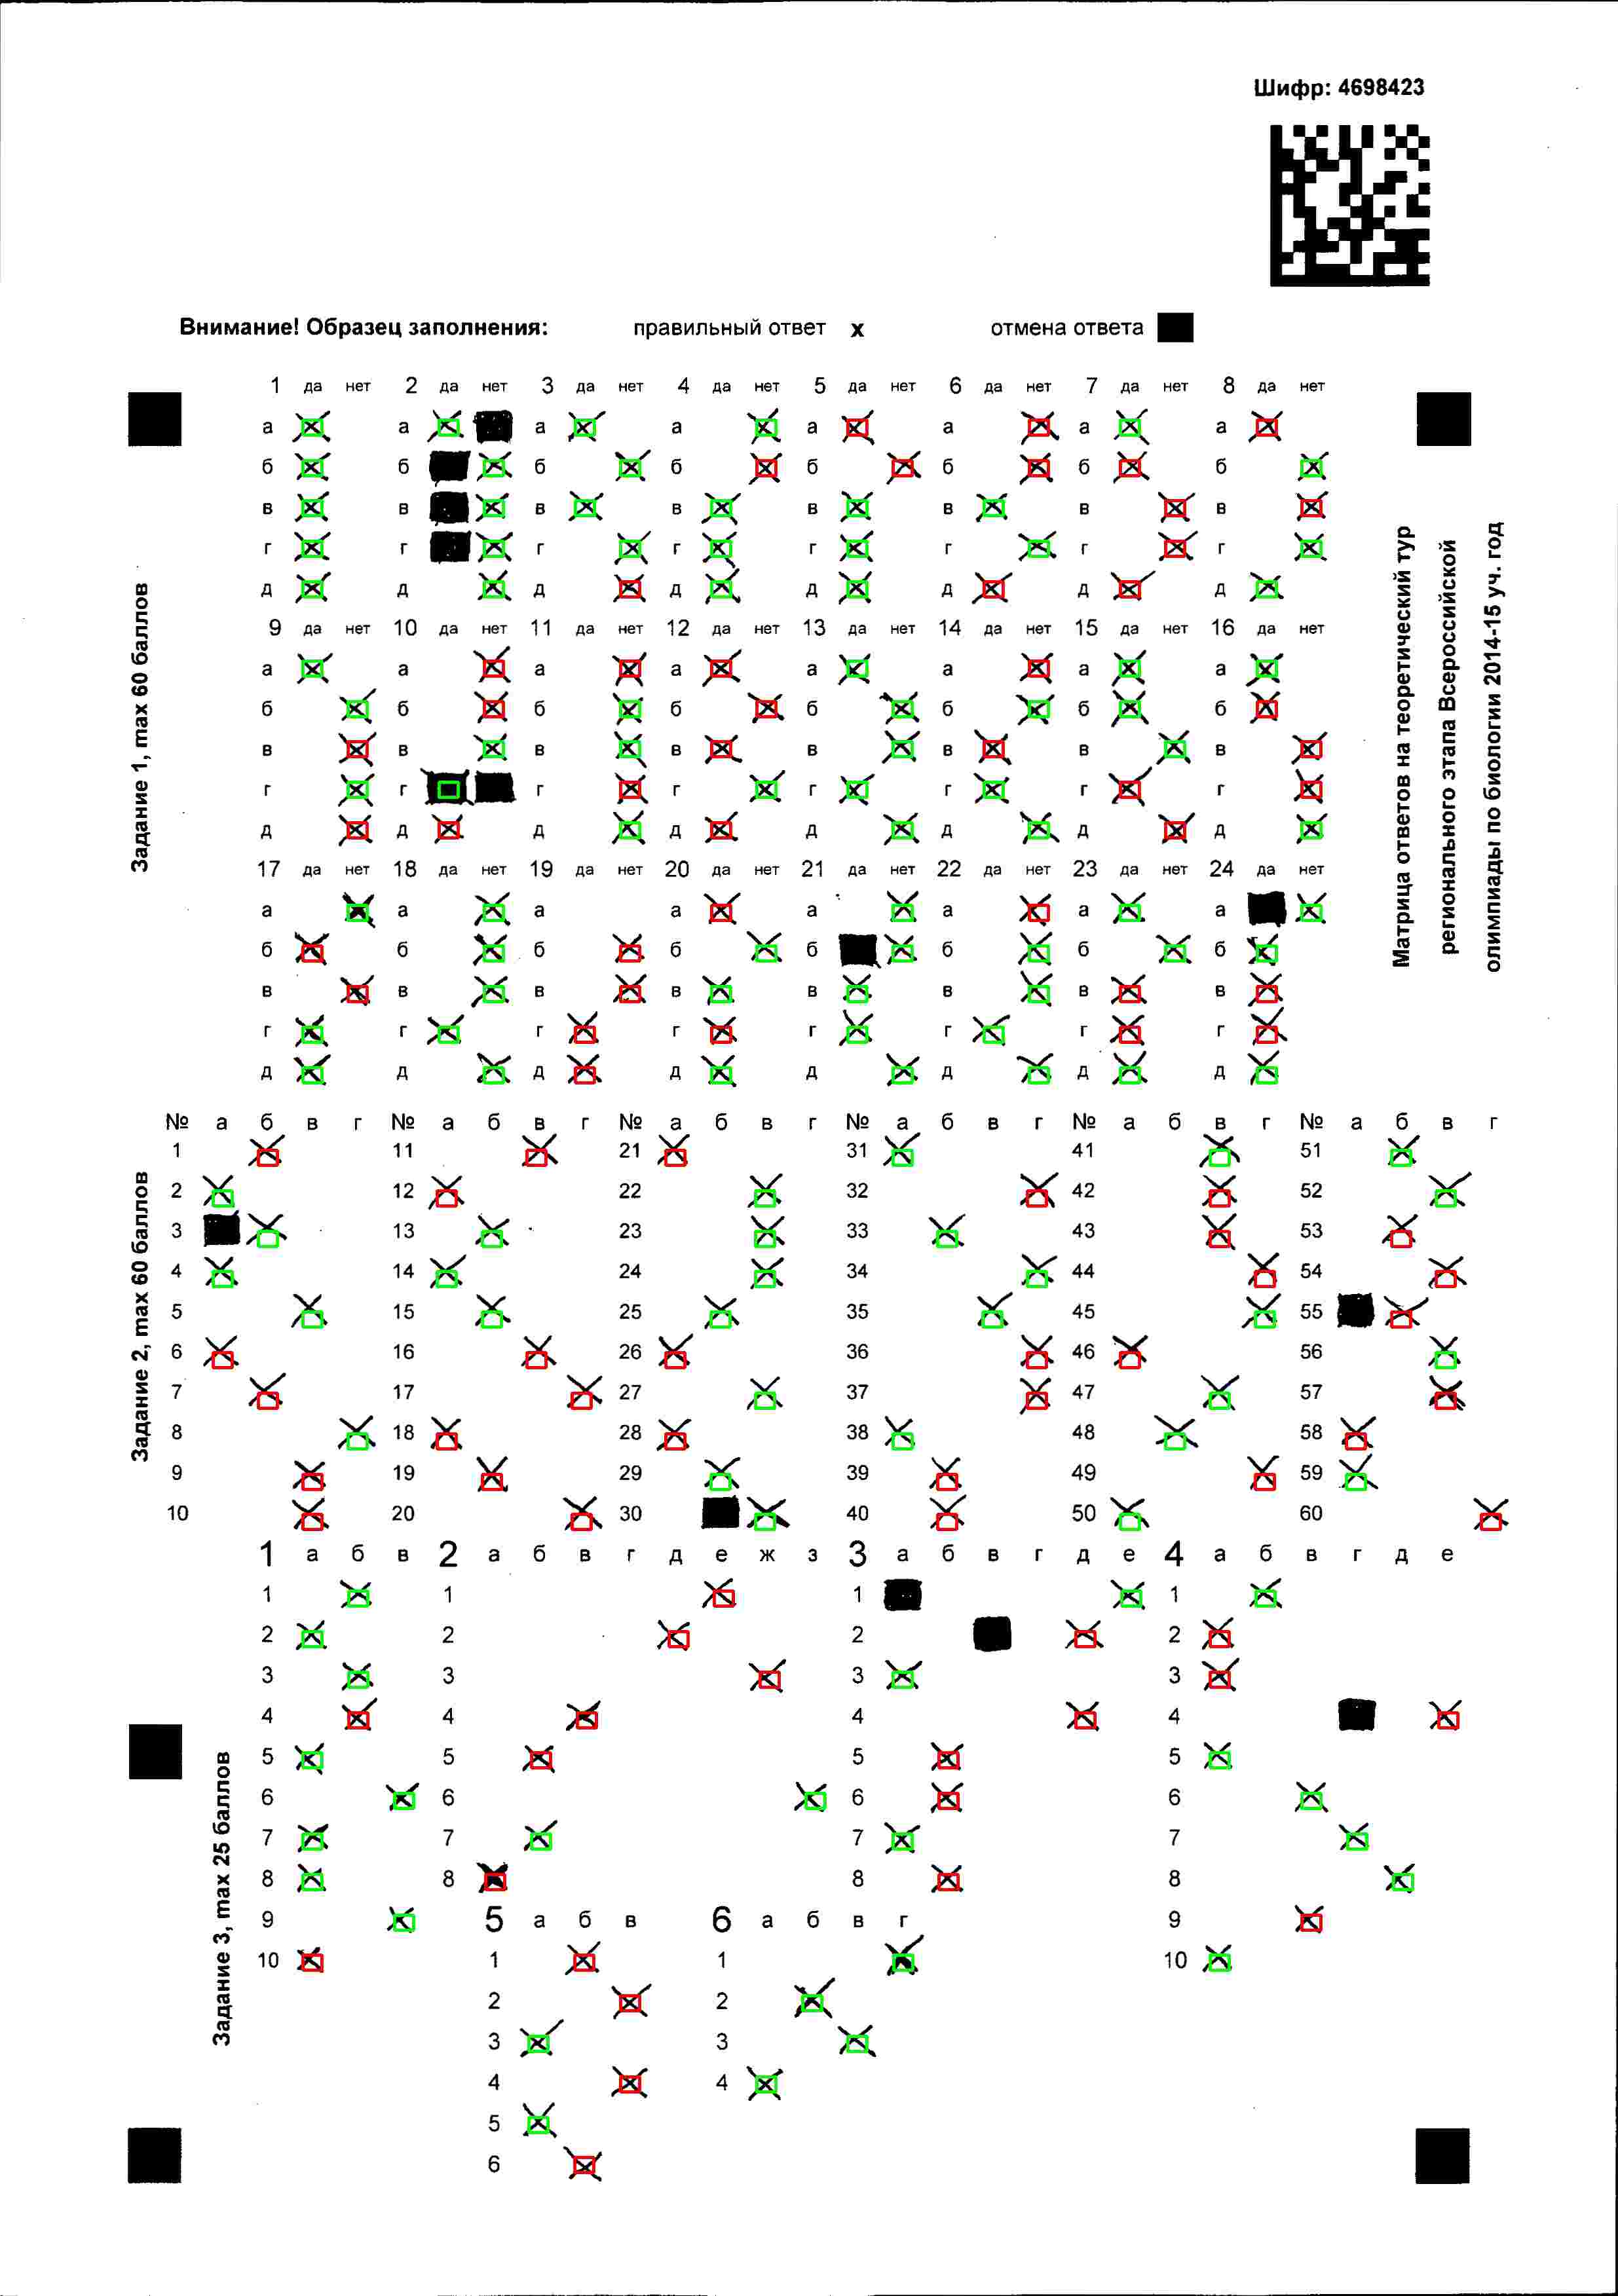 Шифр: 4698423
Внимание! Образец заполнения: правильный ответ x отмена ответа
Матрица ответов на теоретический тур
регионального этапа Всероссийской
олимпиады по биологии 2014-15 уч. год
Задание 1, max 60 баллов
1 да нет 2 да нет 3 да нет 4 да нет 5 да нет 6 да нет 7 да нет 8 да нет
а а а а а а а а
б б б б б б б б
в в в в в в в в
г г г г г г г г
д д д д д д д д
9 да нет 10 да нет 11 да нет 12 да нет 13 да нет 14 да нет 15 да нет 16 да нет
а а а а а а а а
б б б б б б б б
в в в в в в в в
г г г г г г г г
д д д д д д д д
17 да нет 18 да нет 19 да нет 20 да нет 21 да нет 22 да нет 23 да нет 24 да нет
а а а а а а а а
б б б б б б б б
в в в в в в в в
г г г г г г г г
д д д д д д д д
Задание 2, max 60 баллов
№ а б в г № а б в г № а б в г № а б в г № а б в г № а б в г
1 11 21 31 41 51
2 12 22 32 42 52
3 13 23 33 43 53
4 14 24 34 44 54
5 15 25 35 45 55
6 16 26 36 46 56
7 17 27 37 47 57
8 18 28 38 48 58
9 19 29 39 49 59
10 20 30 40 50 60
Задание 3, max 25 баллов
1 а б в 2 а б в г д е ж з 3 а б в г д е 4 а б в г д е
1 1 1 1
2 2 2 2
3 3 3 3
4 4 4 4
5 5 5 5
6 6 6 6
7 7 7 7
8 8 8 8
9 5 а б в 6 а б в г 9
10 1 1 10
2 2
3 3
4 4
5
6